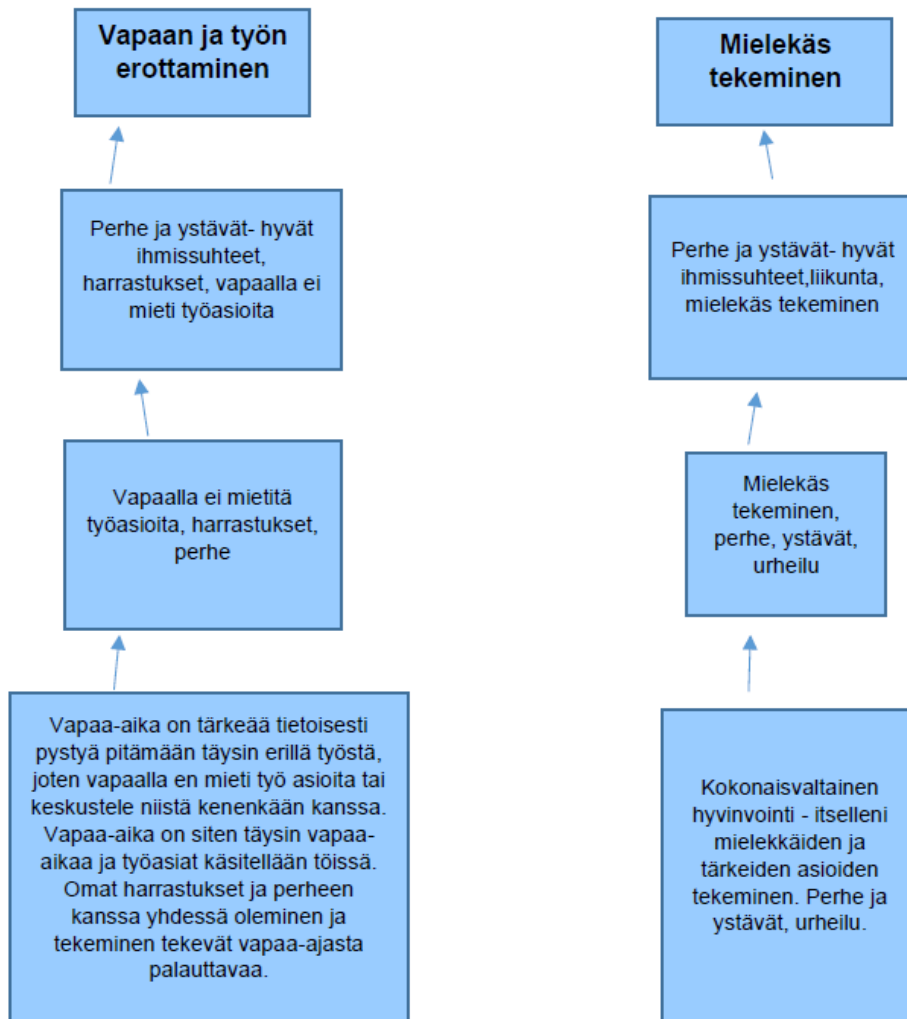 Vapaan ja työn
erottaminen
Perhe ja ystävät- hyvät
ihmissuhteet,
harrastukset, vapaalla ei
mieti työasioita
Vapaalla ei mietitä
työasioita, harrastukset,
perhe
Vapaa-aika on tärkeää tietoisesti
pystyä pitämään täysin erillä työstä,
joten vapaalla en mieti työ asioita tai
keskustele niistä kenenkään kanssa.
Vapaa-aika on siten täysin vapaa-
aikaa ja työasiat käsitellään töissä.
Omat harrastukset ja perheen
kanssa yhdessä oleminen ja
tekeminen tekevät vapaa-ajasta
palauttavaa.
Mielekäs
tekeminen
Perhe ja ystävät- hyvät
ihmissuhteet,liikunta,
mielekäs tekeminen
Mielekäs
tekeminen,
perhe, ystävät,
urheilu
Kokonaisvaltainen
hyvinvointi - itselleni
mielekkäiden ja
tärkeiden asioiden
tekeminen. Perhe ja
ystävät, urheilu.